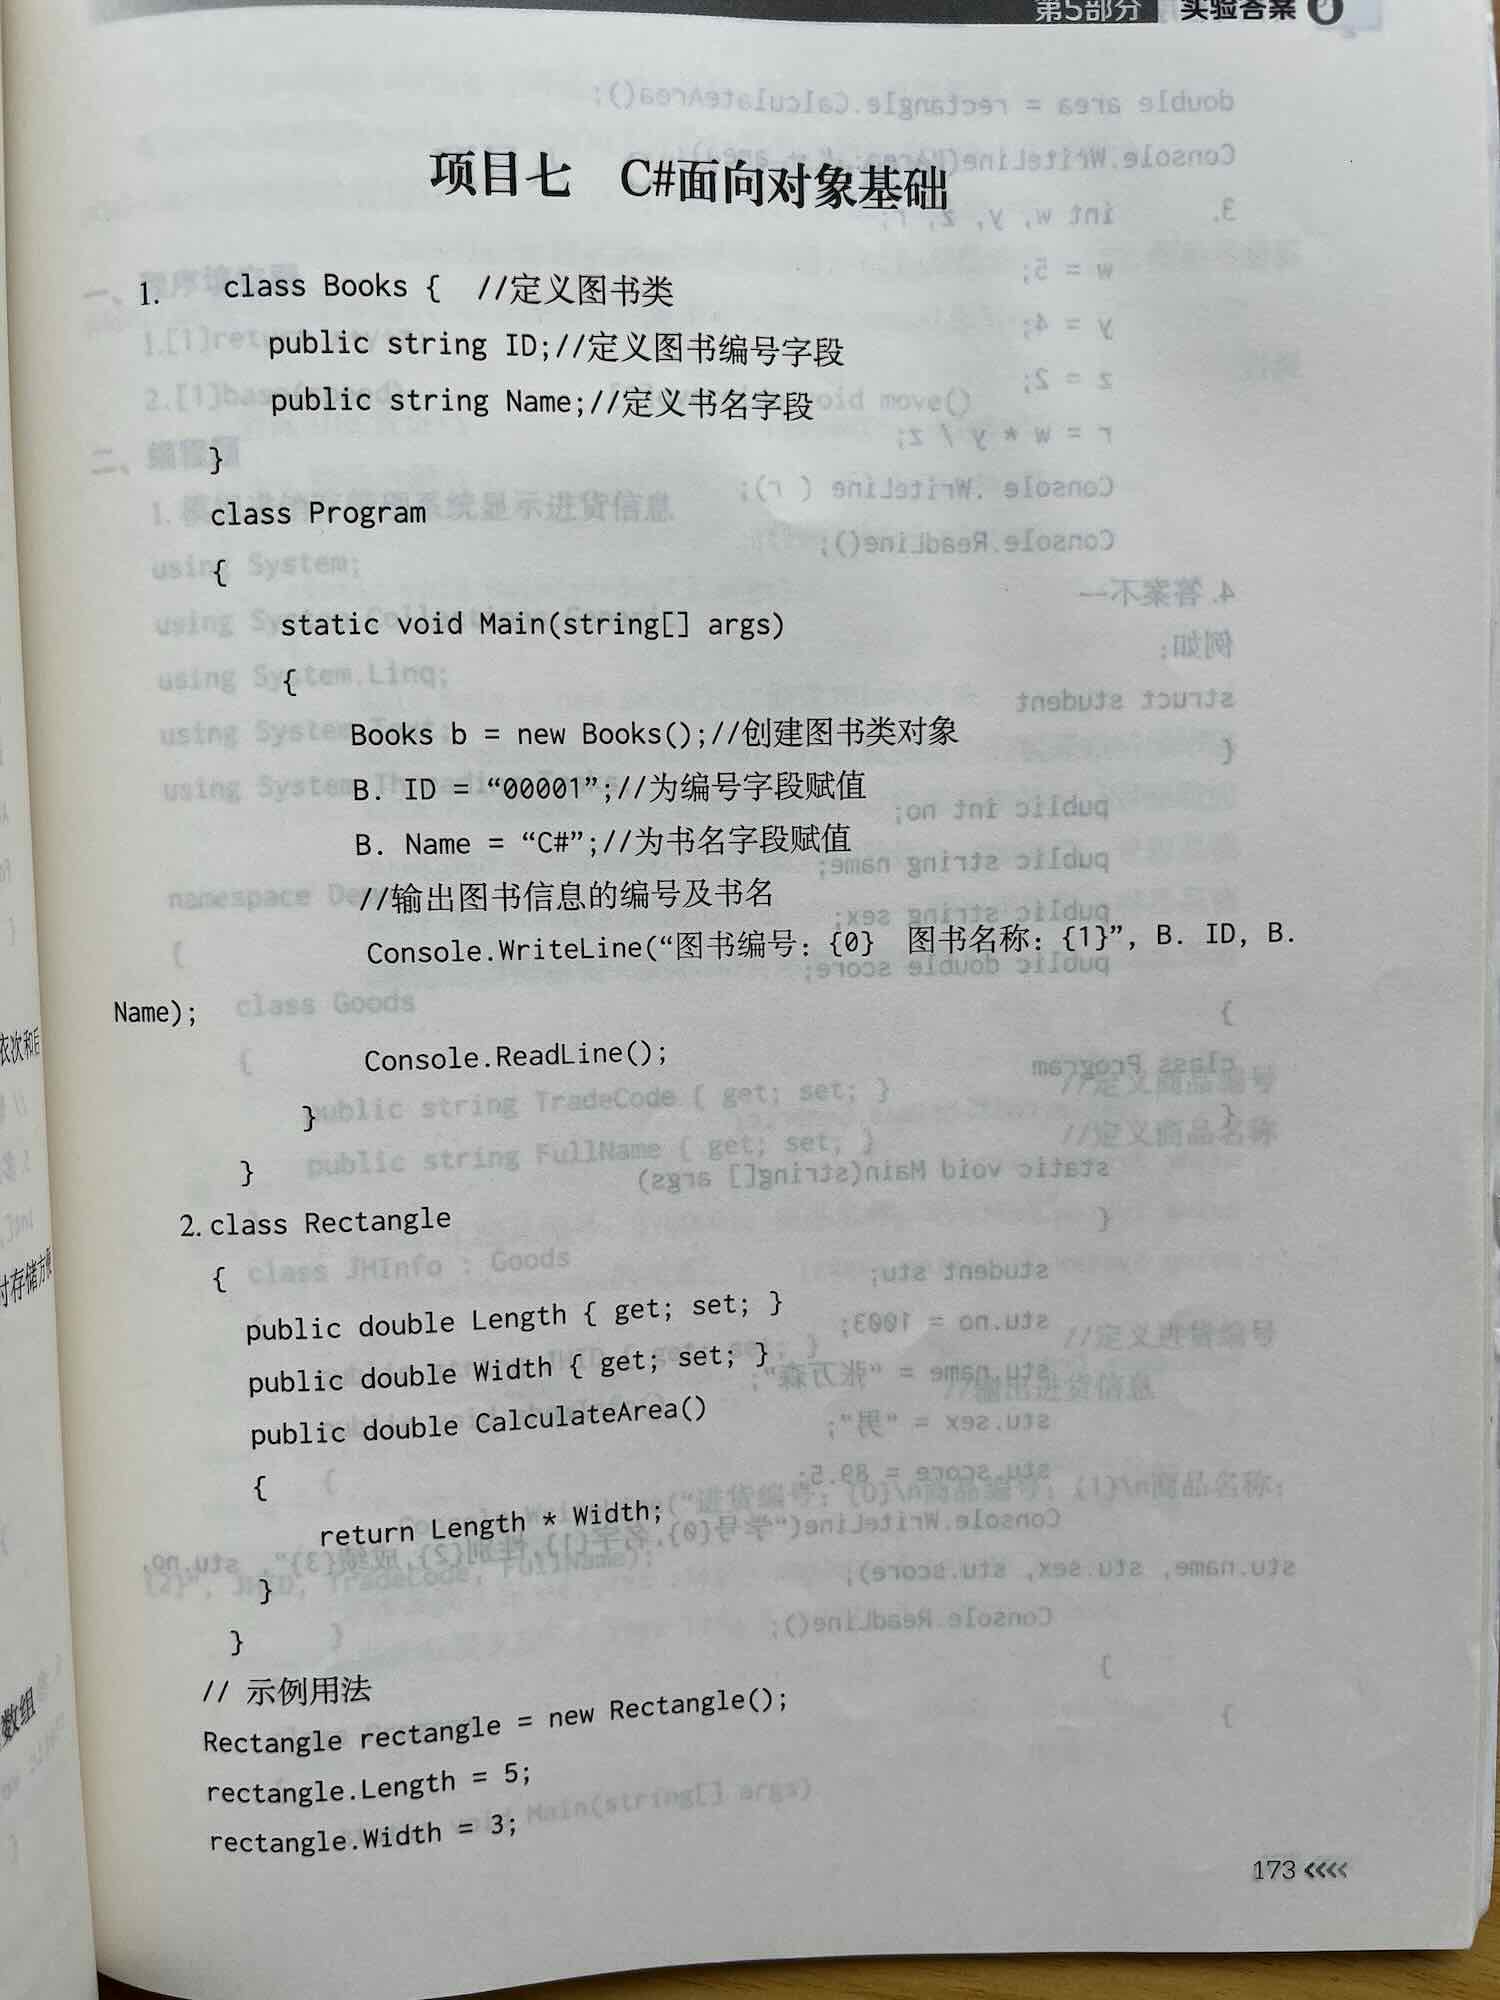 第5部分 实验答案
项目七 C#面向对象基础
1. class Books { //定义图书类
public string ID;//定义图书编号字段
public string Name;//定义书名字段
}
class Program
{
static void Main(string[] args)
{
Books b = new Books();//创建图书类对象
B. ID = “00001”;//为编号字段赋值
B. Name = “C#”;//为书名字段赋值
//输出图书信息的编号及书名
Console.WriteLine(“图书编号: {0} 图书名称: {1}”, B. ID, B.
Name);
Console.ReadLine();
}
}
2. class Rectangle
{
public double Length { get; set; }
public double Width { get; set; }
public double CalculateArea()
{
return Length * Width;
}
}
// 示例用法
Rectangle rectangle = new Rectangle();
rectangle.Length = 5;
rectangle.Width = 3;
173